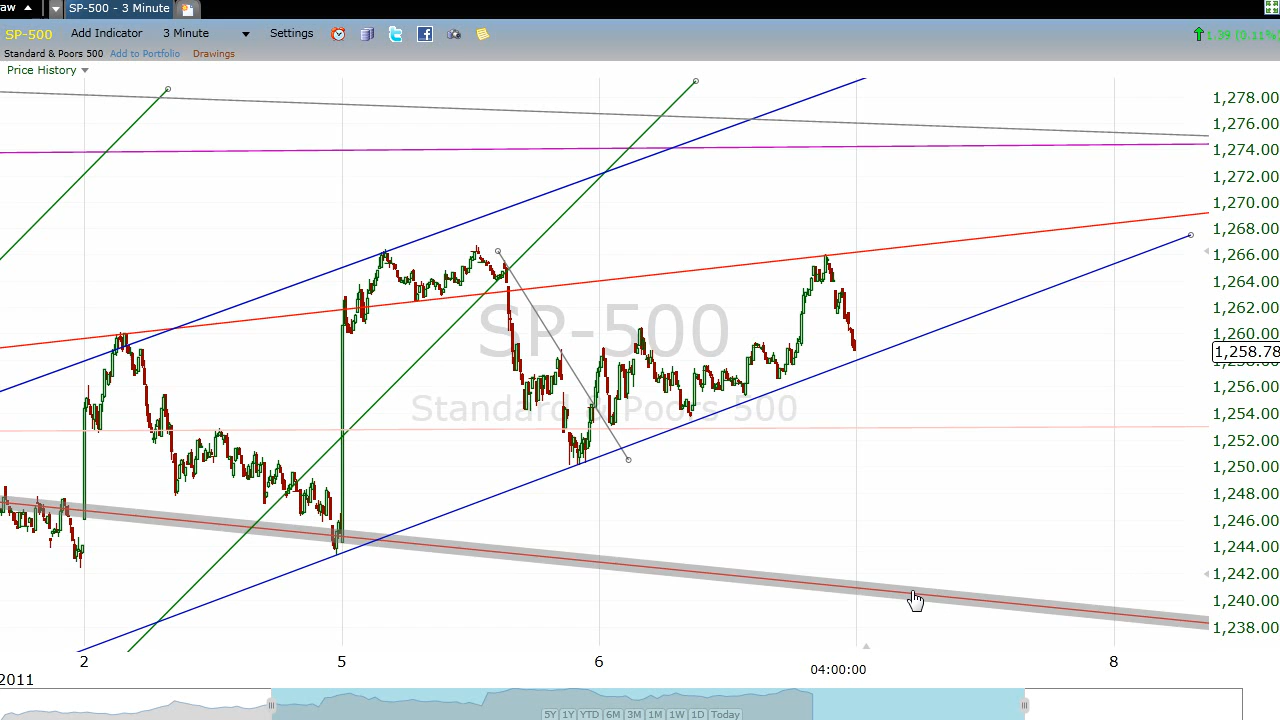 aw SP-500 - 3 Minute
SP-500 Add Indicator 3 Minute Settings 1.39 (0.11%
Standard & Poors 500 Add to Portfolio Drawings
Price History
1,278.00
1,276.00
1,274.00
1,272.00
1,270.00
1,268.00
1,266.00
1,264.00
1,262.00
1,260.00
1,258.78
1,256.00
1,254.00
1,252.00
1,250.00
1,248.00
1,246.00
1,244.00
1,242.00
1,240.00
1,238.00
SP-500
Standard & Poors 500
2 5 6 04:00:00 8
2011
5Y 1Y YTD 6M 3M 1M 1W 1D Today